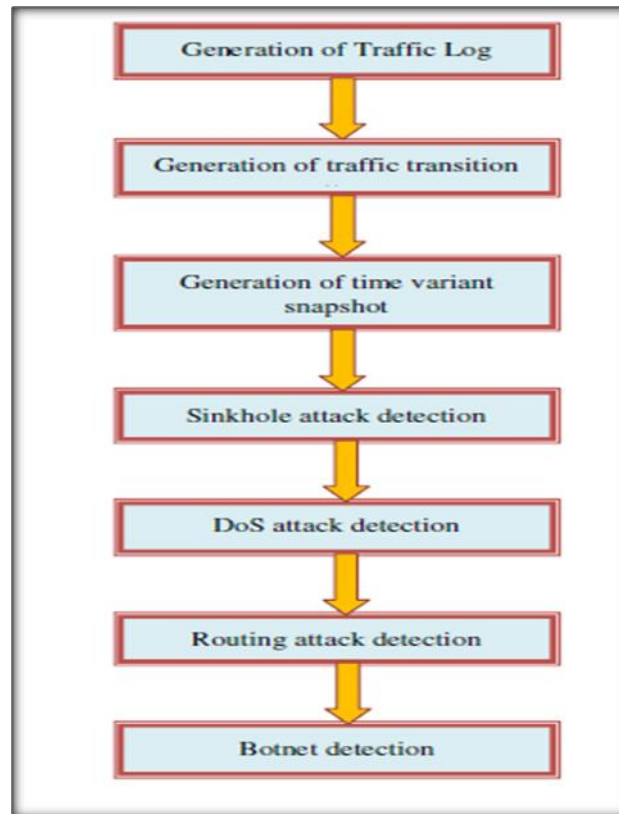 Generation of Traffic Log
Generation of traffic transition
Generation of time variant
snapshot
Sinkhole attack detection
DoS attack detection
Routing attack detection
Botnet detection